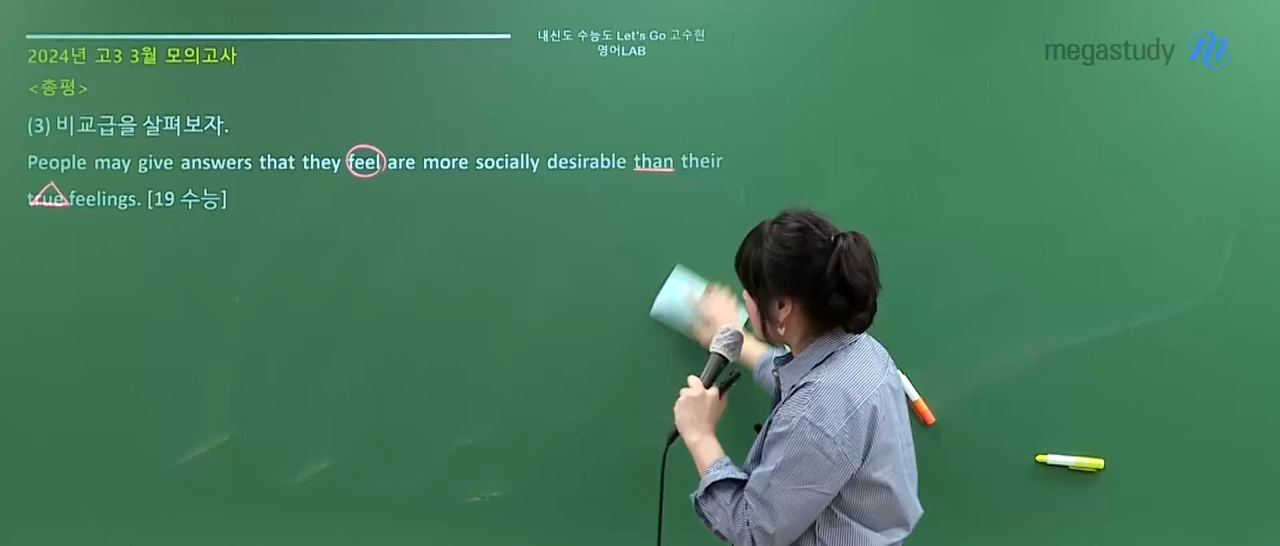 내신도 수능도 Let's Go 고수현
영어LAB
megastudy
2024년 고3 3월 모의고사
<총평>
(3) 비교급을 살펴보자.
People may give answers that they feel are more socially desirable than their
true feelings. [19 수능]